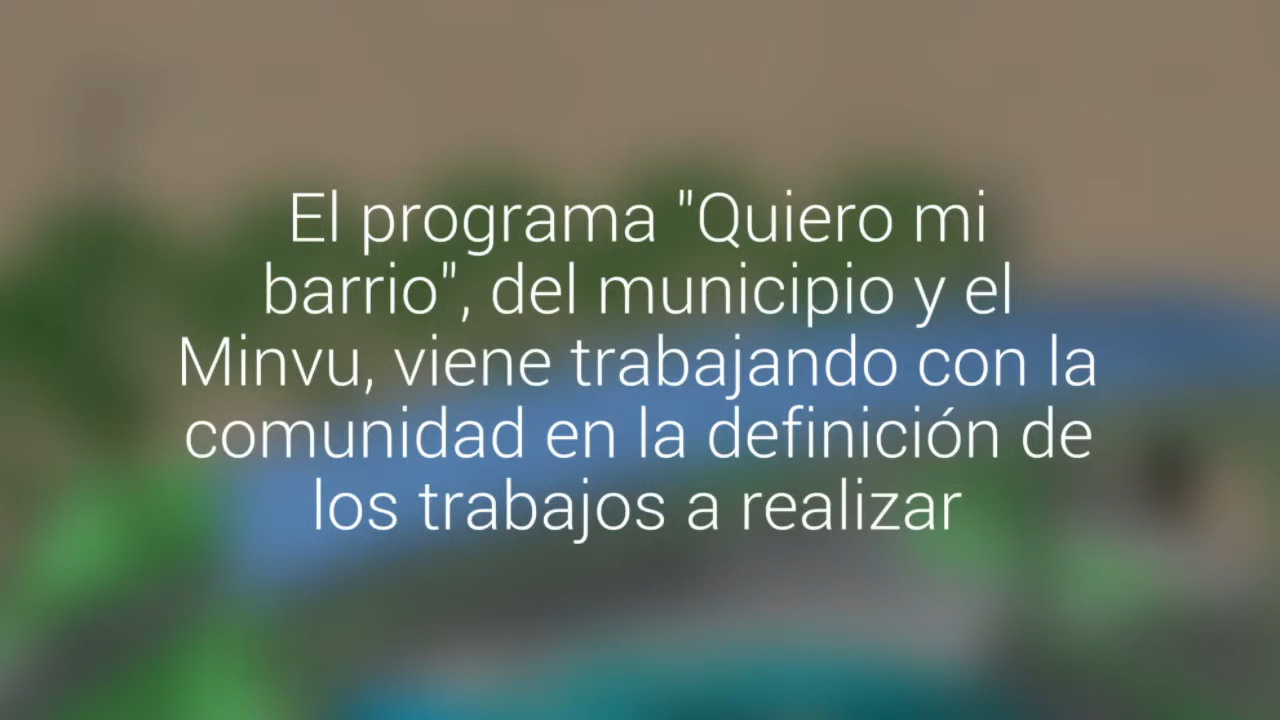 El programa "Quiero mi
barrio", del municipio y el
Minvu, viene trabajando con la
comunidad en la definición de
los trabajos a realizar